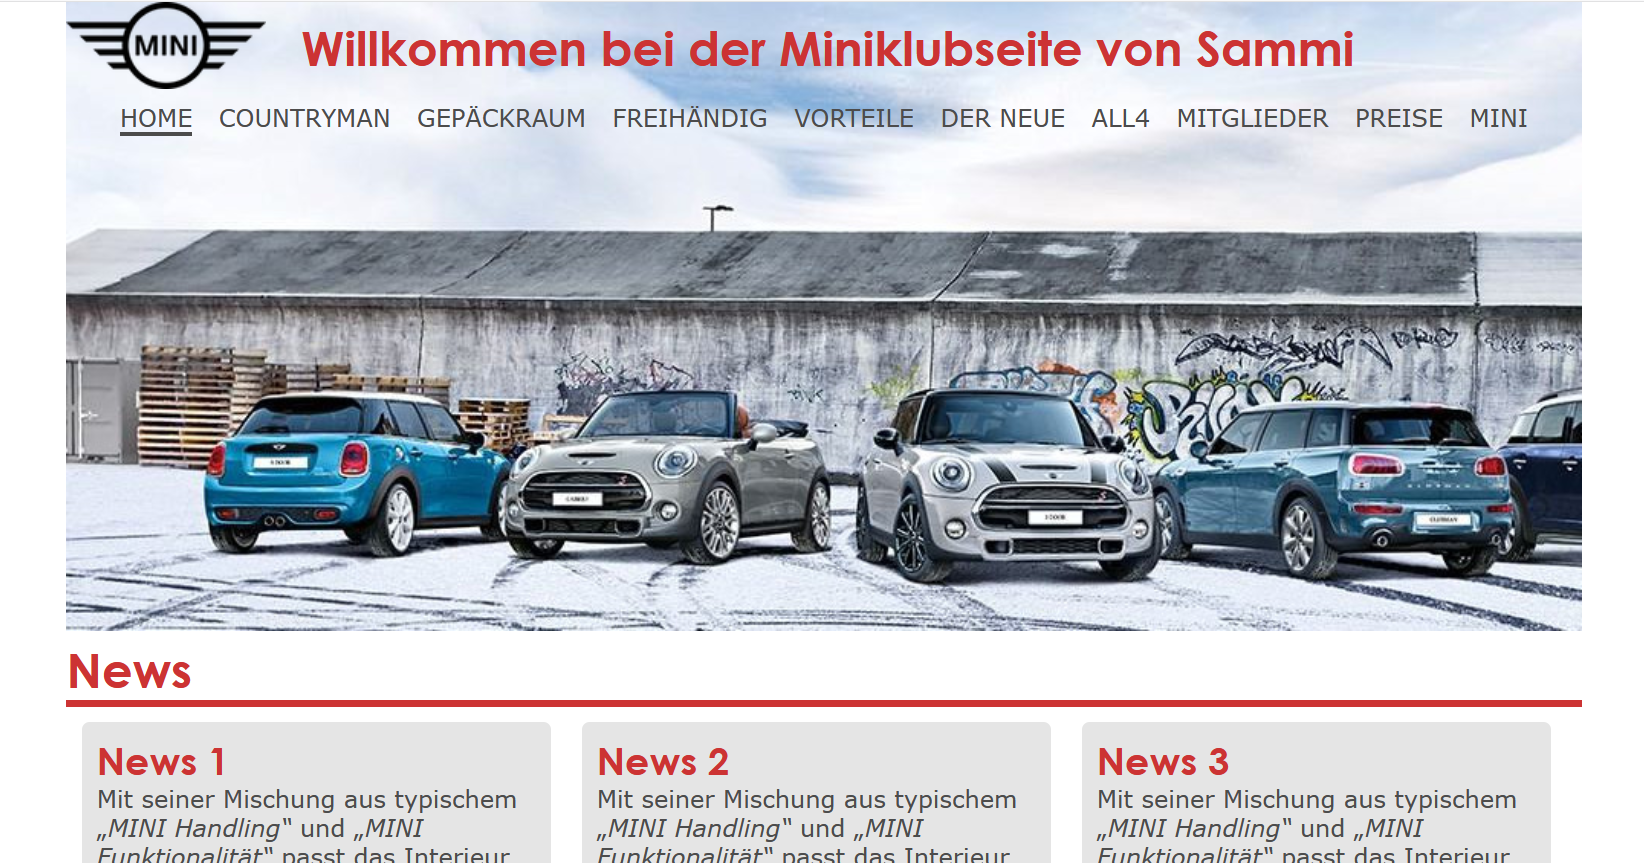 MINI
Willkommen bei der Miniklubseite von Sammi
HOME COUNTRYMAN GEPÄCKRAUM FREIHÄNDIG VORTEILE DER NEUE ALL4 MITGLIEDER PREISE MINI
News
News 1
Mit seiner Mischung aus typischem
„MINI Handling“ und „MINI
Funktionalität“ passt das Interieur
News 2
Mit seiner Mischung aus typischem
„MINI Handling“ und „MINI
Funktionalität“ passt das Interieur
News 3
Mit seiner Mischung aus typischem
„MINI Handling“ und „MINI
Funktionalität“ passt das Interieur